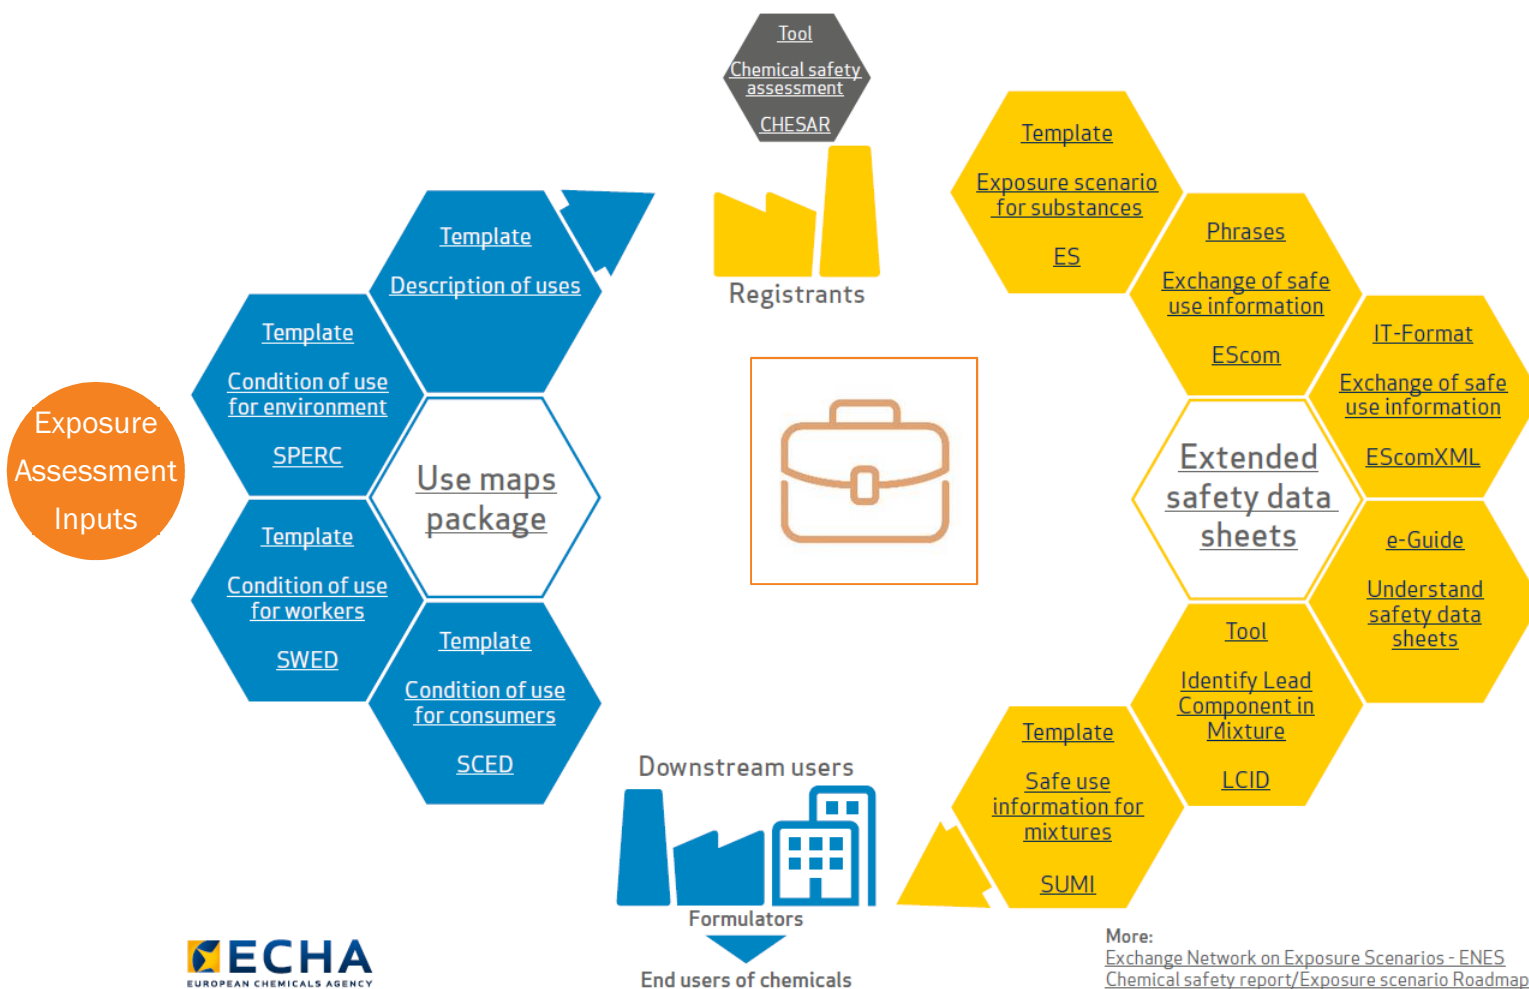 Tool
Chemical safety
assessment
CHESAR
Registrants
Template
Description of uses
Template
Condition of use
for environment
SPERC
Exposure
Assessment
Inputs
Use maps
package
Template
Condition of use
for workers
SWED
Template
Condition of use
for consumers
SCED
Template
Exposure scenario
for substances
ES
Phrases
Exchange of safe
use information
EScom
IT-Format
Exchange of safe
use information
EScomXML
Extended
safety data
sheets
e-Guide
Understand
safety data
sheets
Tool
Identify Lead
Component in
Mixture
LCID
Template
Safe use
information for
mixtures
SUMI
Downstream users
Formulators
End users of chemicals
ECHA
EUROPEAN CHEMICALS AGENCY
More:
Exchange Network on Exposure Scenarios - ENES
Chemical safety report/Exposure scenario Roadmap